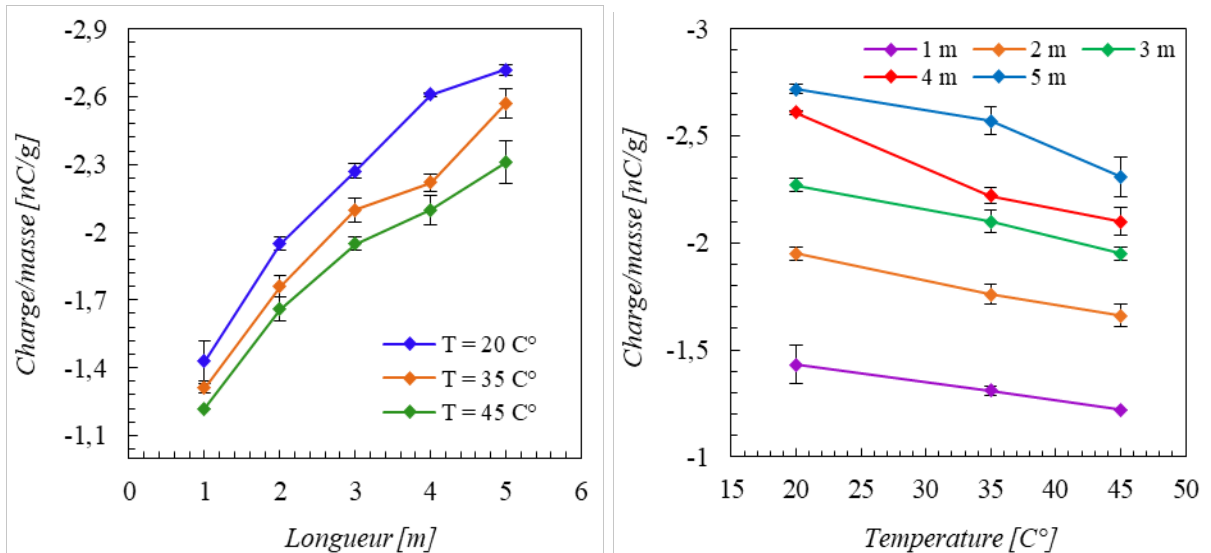 Charge/masse [nC/g]
-2,9
-2,6
-2,3
-2
-1,7
-1,4
-1,1
T = 20 C°
T = 35 C°
T = 45 C°
0 1 2 3 4 5 6
Longueur [m]
Charge/masse [nC/g]
-3
-2,5
-2
-1,5
-1
1 m 2 m 3 m
4 m 5 m
15 20 25 30 35 40 45 50
Temperature [C°]